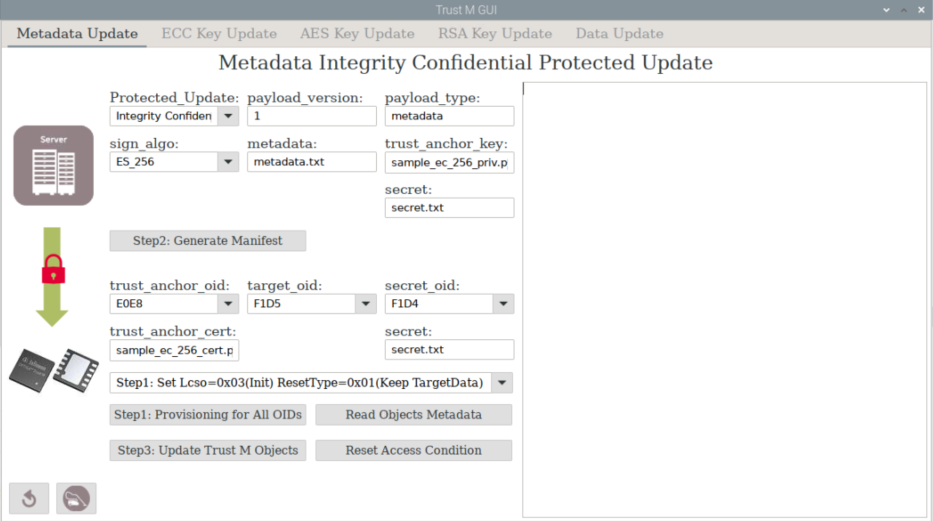 Trust M GUI
Metadata Update ECC Key Update AES Key Update RSA Key Update Data Update
Metadata Integrity Confidential Protected Update
Protected_Update: payload_version: payload_type:
Integrity Confiden 1 metadata
Server
sign_algo: metadata: trust_anchor_key:
ES_256 metadata.txt sample_ec_256_priv.p
secret:
secret.txt
Step2: Generate Manifest
trust_anchor_oid: target_oid: secret_oid:
E0E8 F1D5 F1D4
trust_anchor_cert: secret:
sample_ec_256_cert.p secret.txt
Step1: Set Lcso=0x03(Init) ResetType=0x01(Keep TargetData)
Step1: Provisioning for All OIDs Read Objects Metadata
Step3: Update Trust M Objects Reset Access Condition